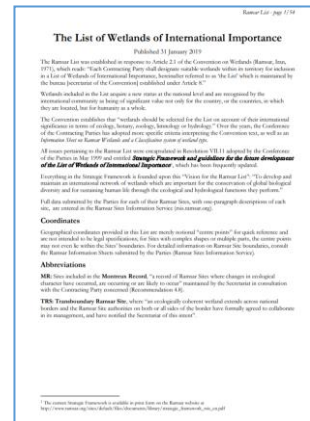 Ramsar List - page 1/50
The List of Wetlands of International Importance
Published 31 January 2019
The Ramsar List was established in response to Article 2.1 of the Convention on Wetlands (Ramsar, Iran,
1971), which reads: "Each Contracting Party shall designate suitable wetlands within its territory for inclusion
in a List of Wetlands of International Importance, hereinafter referred to as 'the List' which is maintained by
the bureau [secretariat of the Convention] established under Article 8."
Wetlands included in the List acquire a new status at the national level and are recognised by the
international community as being of significant value not only for the country, or the countries, in which
they are located, but for humanity as a whole.
The Convention establishes that "wetlands should be selected for the List on account of their international
significance in terms of ecology, botany, zoology, limnology or hydrology." Over the years, the Conference
of the Contracting Parties has adopted more specific criteria interpreting the Convention text, as well as an
Information Sheet on Ramsar Wetlands and a Classification system of wetland type.
All issues pertaining to the Ramsar List were encapsulated in Resolution VII.11 adopted by the Conference
of the Parties in May 1999 and entitled Strategic Framework and guidelines for the future development
of the List of Wetlands of International Importance¹, which has been frequently updated.
Everything in the Strategic Framework is founded upon this "Vision for the Ramsar List": "To develop and
maintain an international network of wetlands which are important for the conservation of global biological
diversity and for sustaining human life through the ecological and hydrological functions they perform."
Full data submitted by the Parties for each of their Ramsar Sites, with one-paragraph descriptions of each
site, are entered in the Ramsar Sites Information Service (rsis.ramsar.org).
Coordinates
Geographical coordinates provided in this List are merely notional "centre points" for quick reference and
are not intended to be legal specifications; for Sites with complex shapes or multiple parts, the centre points
may not even be within the Sites' boundaries. For detailed information on Ramsar Site boundaries, consult
the Ramsar Information Sheets submitted by the Parties (Ramsar Sites Information Service)
Abbreviations
MR: Sites included in the Montreux Record, "a record of Ramsar Sites where changes in ecological
character have occurred, are occurring or are likely to occur" maintained by the Secretariat in consultation
with the Contracting Party concerned (Recommendation 4.8).
TRS: Transboundary Ramsar Site, where "an ecologically coherent wetland extends across national
borders and the Ramsar Site authorities on both or all sides of the border have formally agreed to collaborate
in its management, and have notified the Secretariat of this intent".
¹ The current Strategic Framework is available in print form on the Ramsar website at